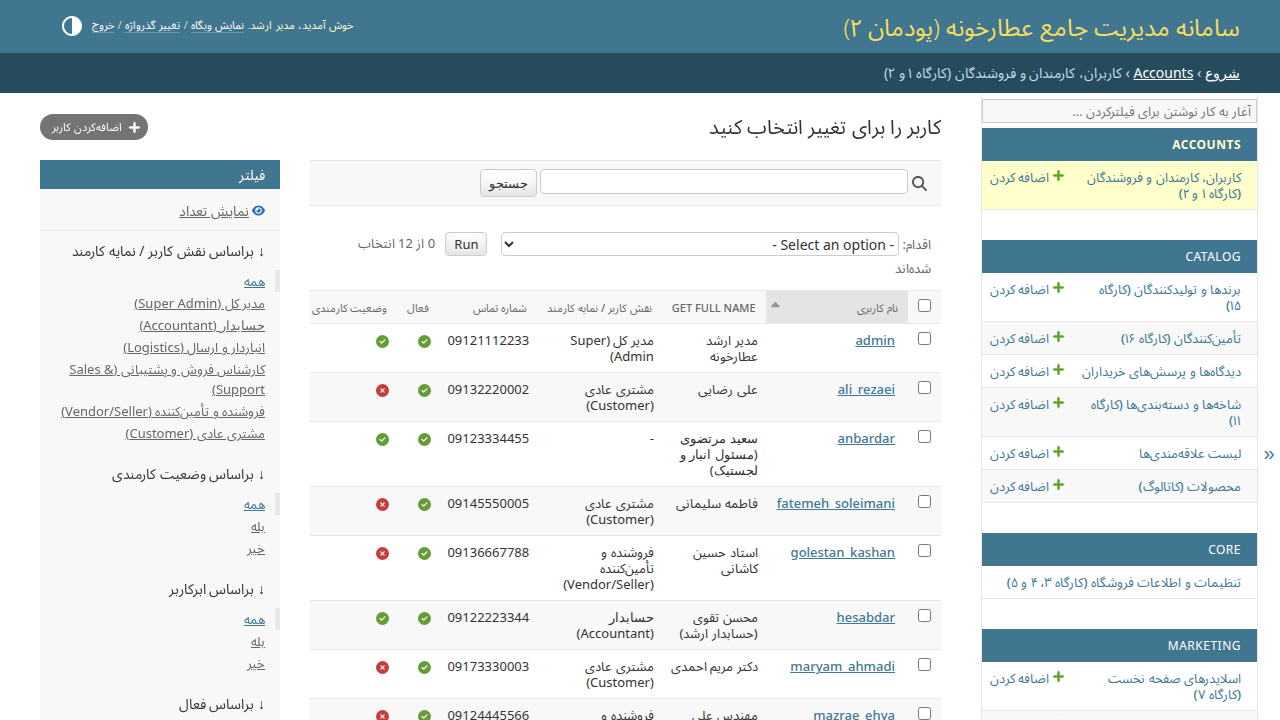 سامانه مدیریت جامع عطارخونه (پودمان ۲)
خوش آمدید، مدیر ارشد. نمایش وبگاه / تغییر گذرواژه / خروج
شروع › Accounts › کاربران، کارمندان و فروشندگان (کارگاه ۱ و ۲)
آغار به کار نوشتن برای فیلترکردن ...
ACCOUNTS
کاربران، کارمندان و فروشندگان (کارگاه ۱ و ۲)
اضافه کردن
CATALOG
برندها و تولیدکنندگان (کارگاه ۱۵)
اضافه کردن
تأمین‌کنندگان (کارگاه ۱۶)
اضافه کردن
دیدگاه‌ها و پرسش‌های خریداران
اضافه کردن
شاخه‌ها و دسته‌بندی‌ها (کارگاه ۱۱)
اضافه کردن
لیست علاقه‌مندی‌ها
اضافه کردن
محصولات (کاتالوگ)
اضافه کردن
CORE
تنظیمات و اطلاعات فروشگاه (کارگاه ۳، ۴ و ۵)
MARKETING
اسلایدرهای صفحه نخست (کارگاه ۷)
اضافه کردن
«
کاربر را برای تغییر انتخاب کنید
اضافه‌کردن کاربر
جستجو
اقدام: - Select an option - Run 0 از 12 انتخاب
شده‌اند
نام کاربری GET FULL NAME نقش کاربر / نمایه کارمند شماره تماس فعال وضعیت کارمندی
admin مدیر ارشد عطارخونه مدیر کل (Super Admin) 09121112233
ali_rezaei علی رضایی مشتری عادی (Customer) 09132220002
anbardar سعید مرتضوی (مسئول انبار و لجستیک) - 09123334455
fatemeh_soleimani فاطمه سلیمانی مشتری عادی (Customer) 09145550005
golestan_kashan استاد حسین کاشانی فروشنده و تأمین‌کننده (Vendor/Seller) 09136667788
hesabdar محسن تقوی (حسابدار ارشد) حسابدار (Accountant) 09122223344
maryam_ahmadi دکتر مریم احمدی مشتری عادی (Customer) 09173330003
mazrae_ehya مهندس علی فروشنده و 09124445566
فیلتر
نمایش تعداد
↓ براساس نقش کاربر / نمایه کارمند
همه
مدیر کل (Super Admin)
حسابدار (Accountant)
انباردار و ارسال (Logistics)
کارشناس فروش و پشتیبانی (Sales &
Support)
فروشنده و تأمین‌کننده (Vendor/Seller)
مشتری عادی (Customer)
↓ براساس وضعیت کارمندی
همه
بله
خیر
↓ براساس ابرکاربر
همه
بله
خیر
↓ براساس فعال